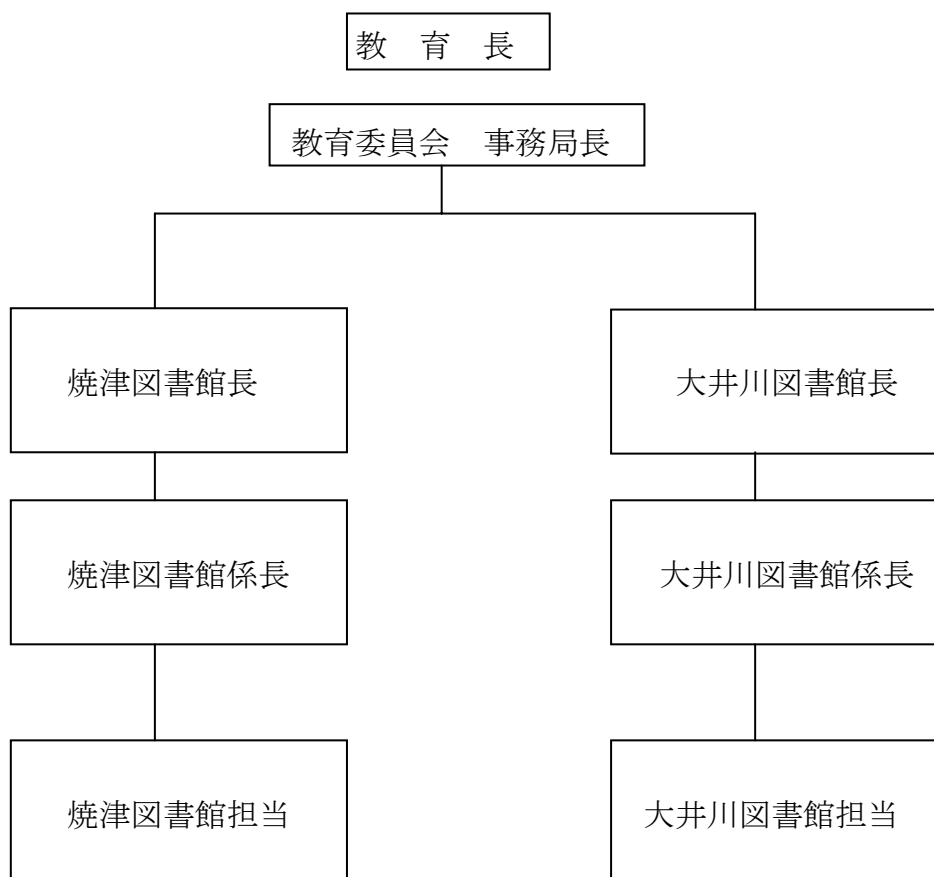 教　育　長
教育委員会　事務局長
焼津図書館長
大井川図書館長
焼津図書館係長
大井川図書館係長
焼津図書館担当
大井川図書館担当